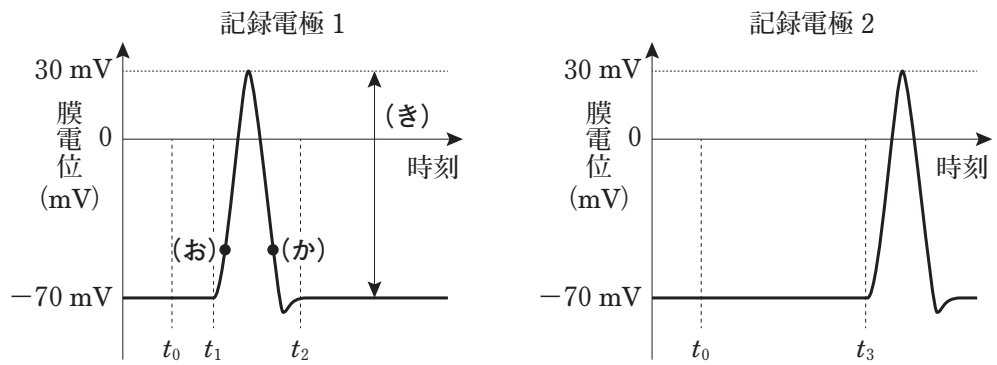 記録電極 1
30 mV
膜電位
(mV)
0
(き)
時刻
(お)
(か)
−70 mV
t₀
t₁
t₂
記録電極 2
30 mV
膜電位
(mV)
0
時刻
−70 mV
t₀
t₃